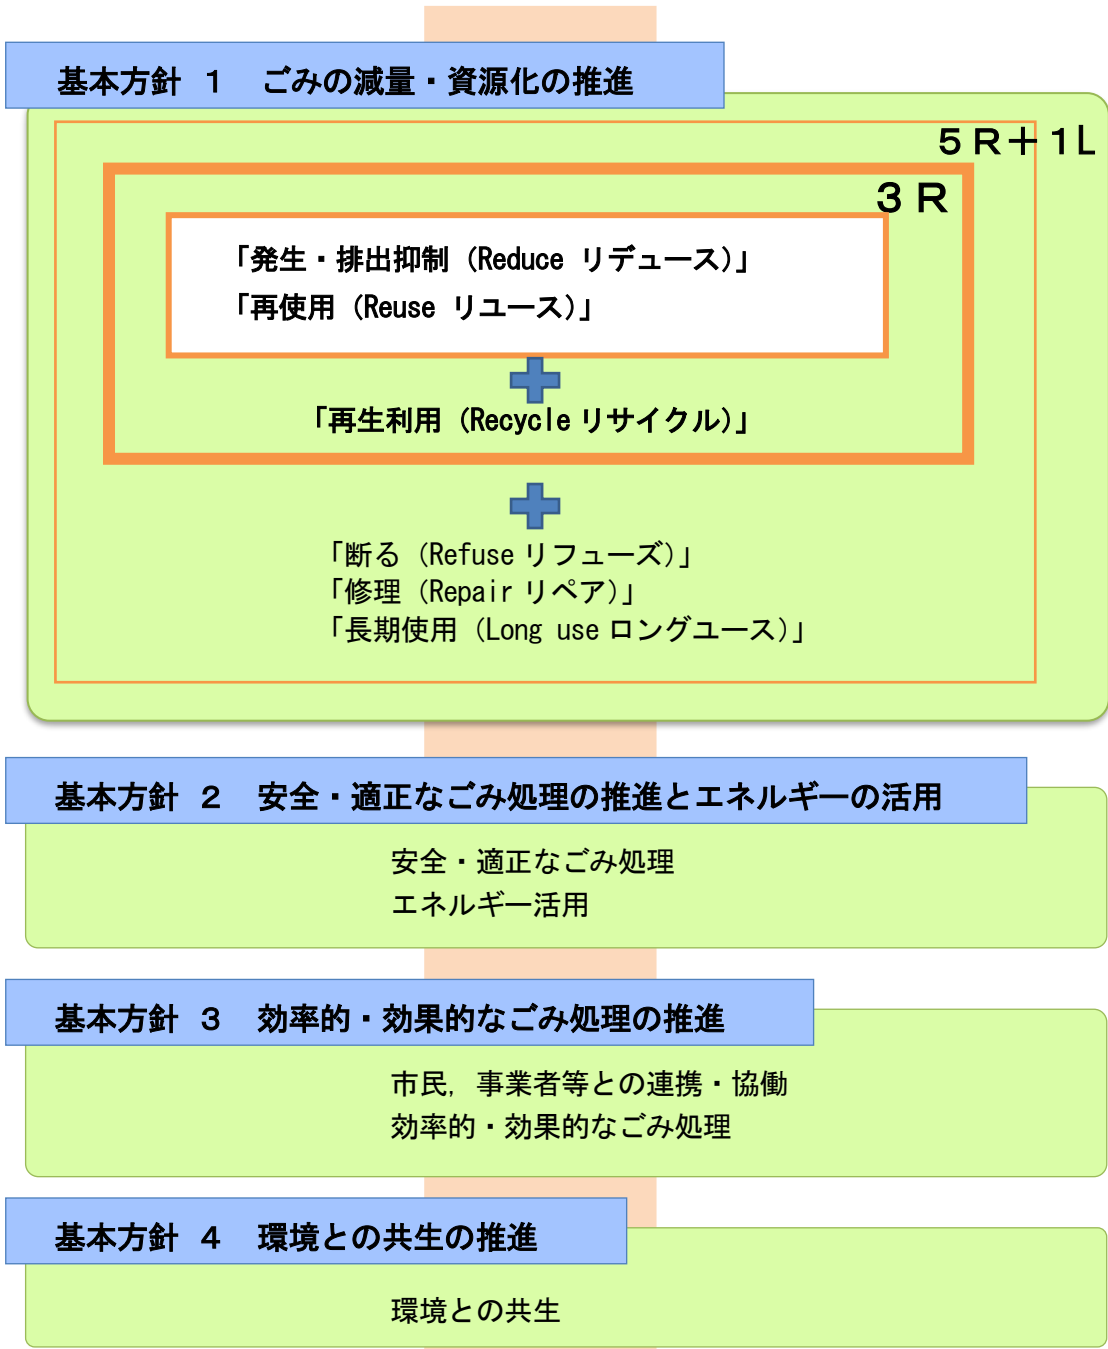 基本方針 1 ごみの減量・資源化の推進
5R+1L
3R
「発生・排出抑制（Reduce リデュース）」
「再使用（Reuse リユース）」
「再生利用（Recycle リサイクル）」
「断る（Refuse リフューズ）」
「修理（Repair リペア）」
「長期使用（Long use ロングユース）」
基本方針 2 安全・適正なごみ処理の推進とエネルギーの活用
安全・適正なごみ処理
エネルギー活用
基本方針 3 効率的・効果的なごみ処理の推進
市民，事業者等との連携・協働
効率的・効果的なごみ処理
基本方針 4 環境との共生の推進
環境との共生